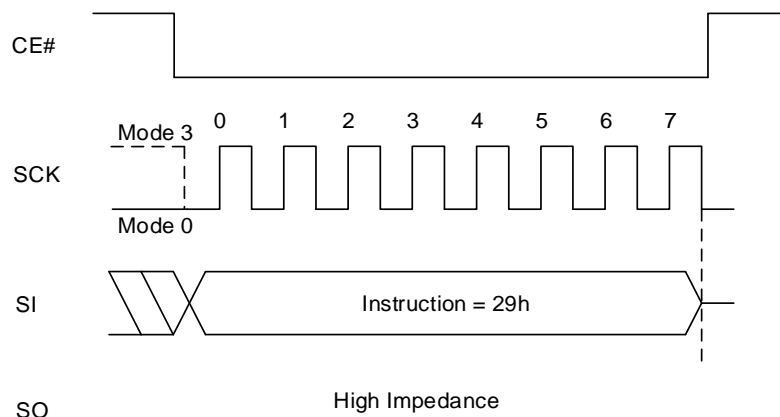 CE#
0 1 2 3 4 5 6 7
Mode 3
SCK
Mode 0
SI
Instruction = 29h
High Impedance
SO